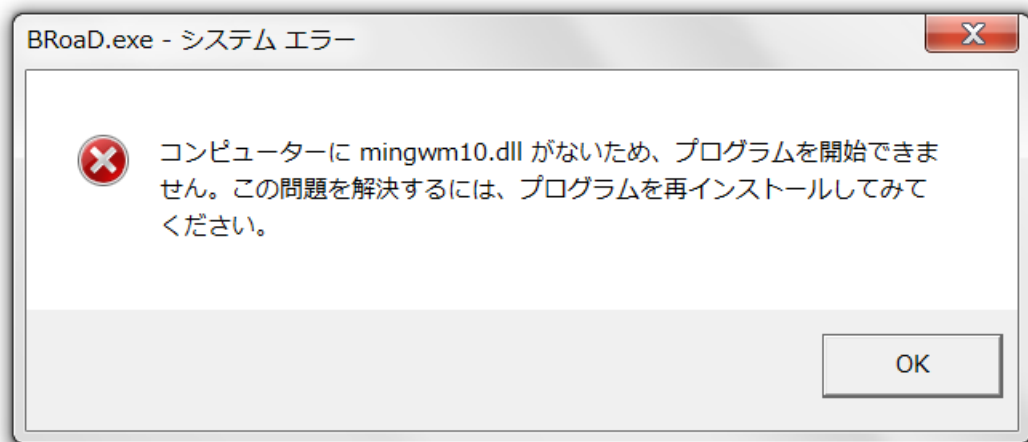 BRoaD.exe - システム エラー
コンピューターに mingwm10.dll がないため、プログラムを開始できま
せん。この問題を解決するには、プログラムを再インストールしてみて
ください。
OK